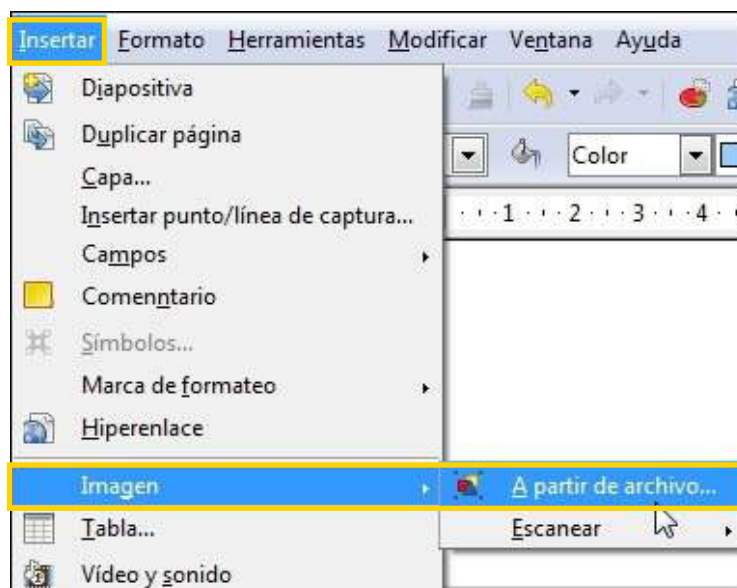 Insertar Formato Herramientas Modificar Ventana Ayuda
Diapositiva
Duplicar página
Capa...
Color
Insertar punto/línea de captura...
1 2 3 4
Campos
Comenntario
Símbolos...
Marca de formateo
Hiperenlace
Imagen A partir de archivo...
Tabla... Escanear
Vídeo y sonido